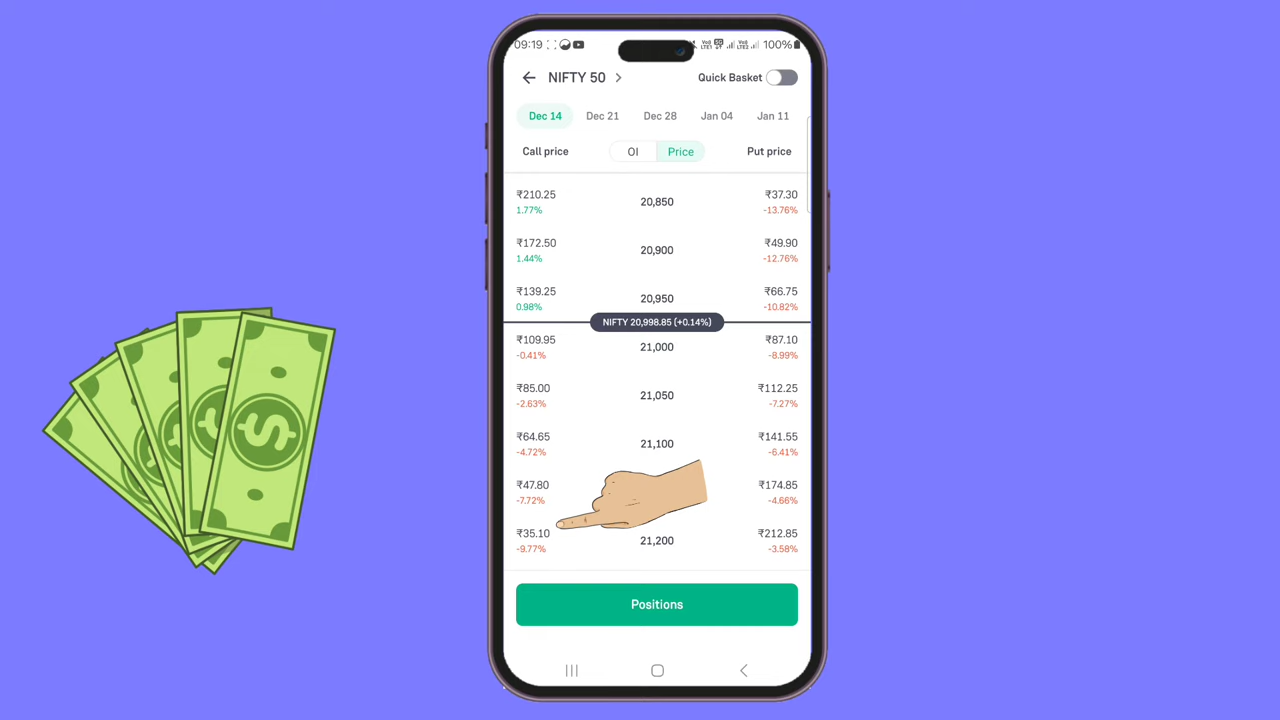 09:19
100%
NIFTY 50
Quick Basket
Dec 14 Dec 21 Dec 28 Jan 04 Jan 11
Call price OI Price Put price
₹210.25 20,850 ₹37.30
1.77% -13.76%
₹172.50 20,900 ₹49.90
1.44% -12.76%
₹139.25 20,950 ₹66.75
0.98% -10.82%
NIFTY 20,998.85 (+0.14%)
₹109.95 21,000 ₹87.10
-0.41% -8.99%
₹85.00 21,050 ₹112.25
-2.63% -7.27%
₹64.65 21,100 ₹141.55
-4.72% -6.41%
₹47.80 ₹174.85
-7.72% -4.66%
₹35.10 21,200 ₹212.85
-9.77% -3.58%
Positions